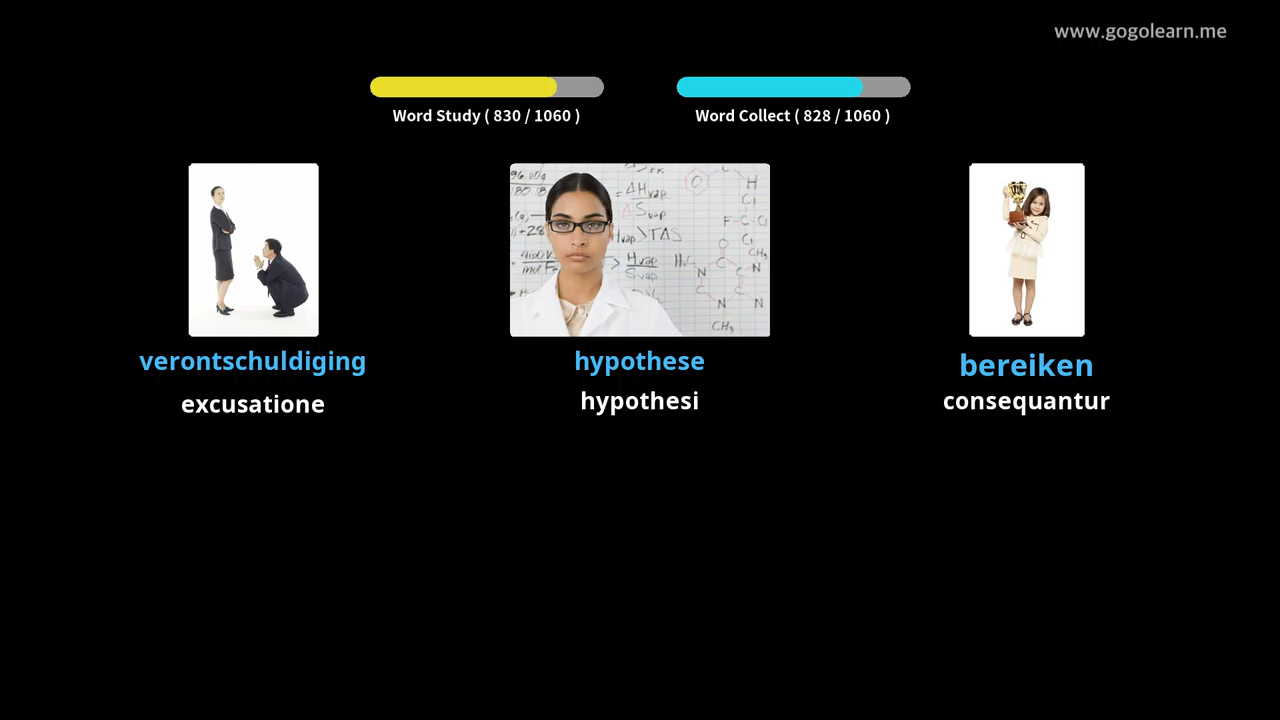 www.gogolearn.me
Word Study ( 830 / 1060 )
Word Collect ( 828 / 1060 )
verontschuldiging
hypothese
bereiken
excusatione
hypothesi
consequantur